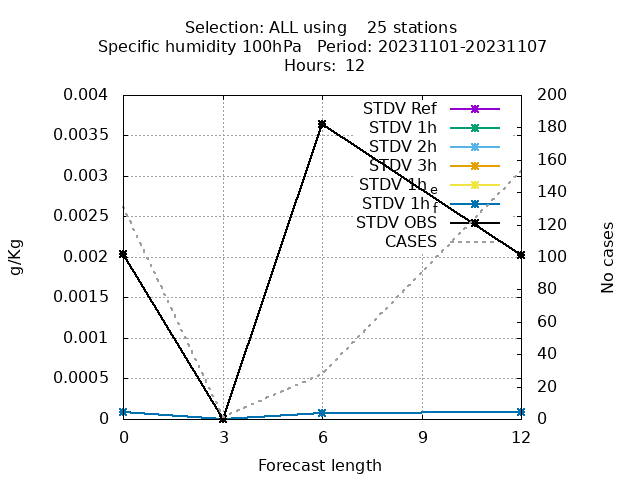 Selection: ALL using    25 stations
Specific humidity 100hPa   Period: 20231101-20231107
Hours: 12
STDV Ref
STDV 1h
STDV 2h
STDV 3h
STDV 1h e
STDV 1h f
STDV OBS
CASES
0.004
0.0035
0.003
0.0025
0.002
0.0015
0.001
0.0005
0
g/Kg
200
180
160
140
120
100
80
60
40
20
0
No cases
0 3 6 9 12
Forecast length